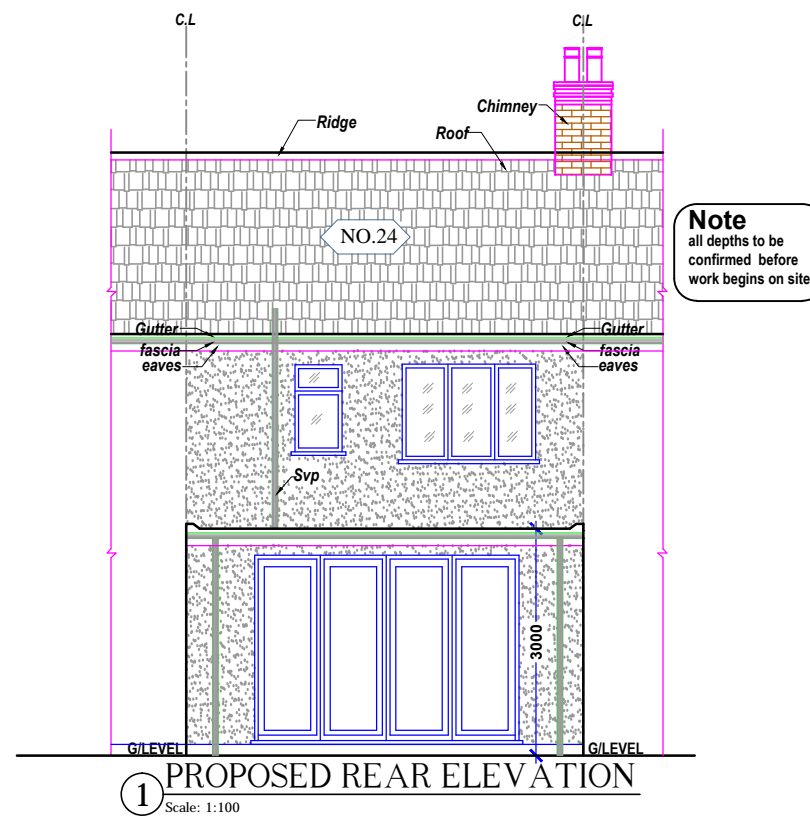 C.L
C.L
Chimney
Ridge
Roof
NO.24
Note
all depths to be
confirmed before
work begins on site
Gutter
Gutter
fascia
fascia
eaves
eaves
Svp
3000
G/LEVEL
G/LEVEL
1
PROPOSED REAR ELEVATION
Scale: 1:100